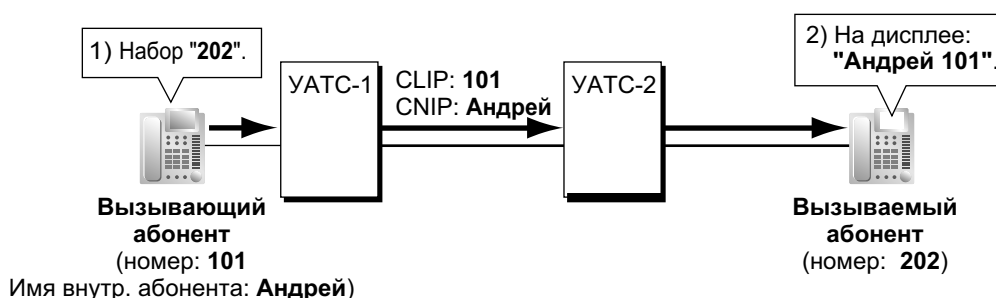 1) Набор "202".
УАТС-1
CLIP: 101
CNIP: Андрей
УАТС-2
2) На дисплее:
"Андрей 101".
Вызывающий
абонент
(номер: 101
Имя внутр. абонента: Андрей)
Вызываемый
абонент
(номер: 202)